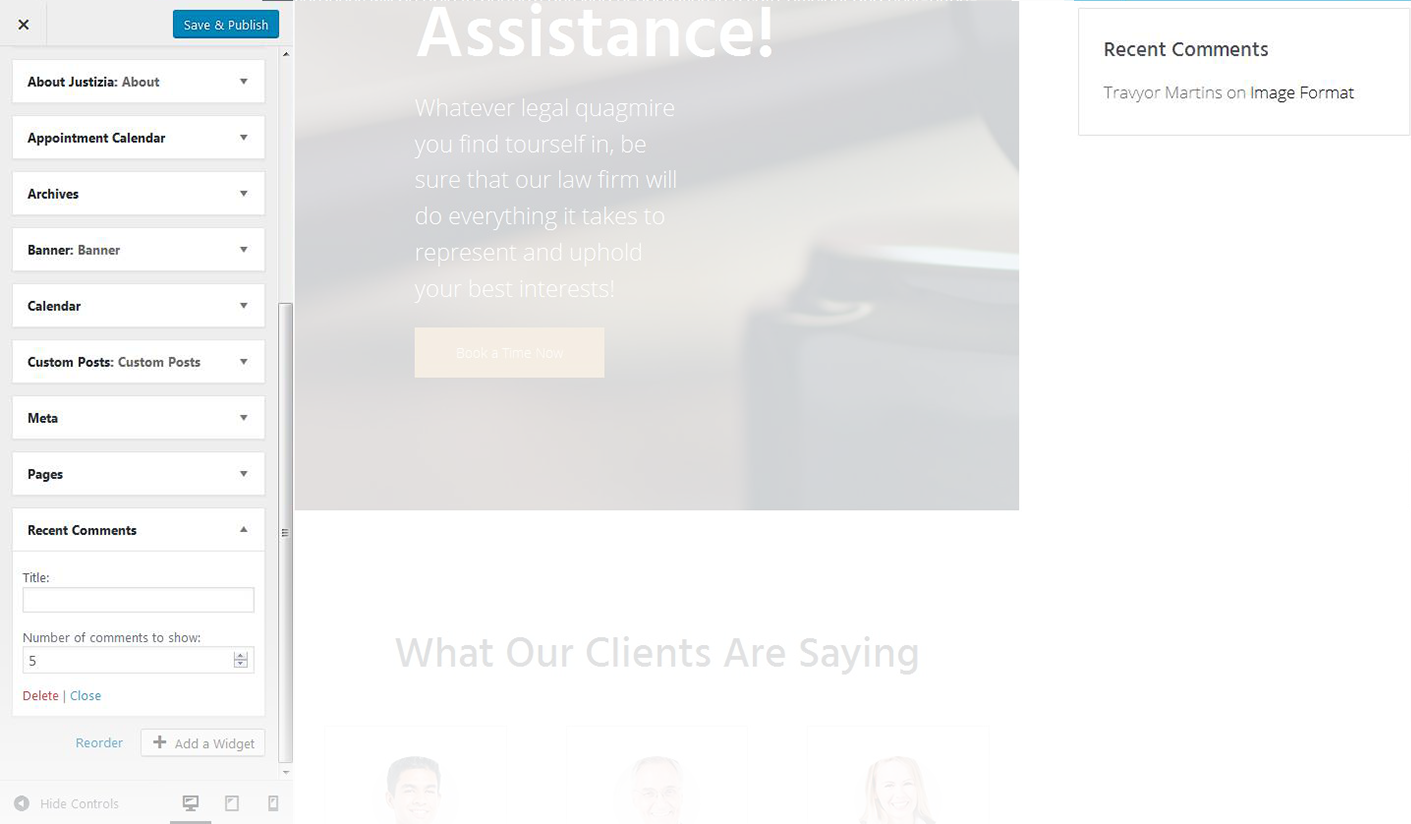 Save & Publish
About Justizia: About
Appointment Calendar
Archives
Banner: Banner
Calendar
Custom Posts: Custom Posts
Meta
Pages
Recent Comments
Title:
Number of comments to show:
5
Delete | Close
Reorder
Add a Widget
Hide Controls
Assistance!
Whatever legal quagmire
you find tourself in, be
sure that our law firm will
do everything it takes to
represent and uphold
your best interests!
Book a Time Now
What Our Clients Are Saying
Recent Comments
Travyor Martins on Image Format